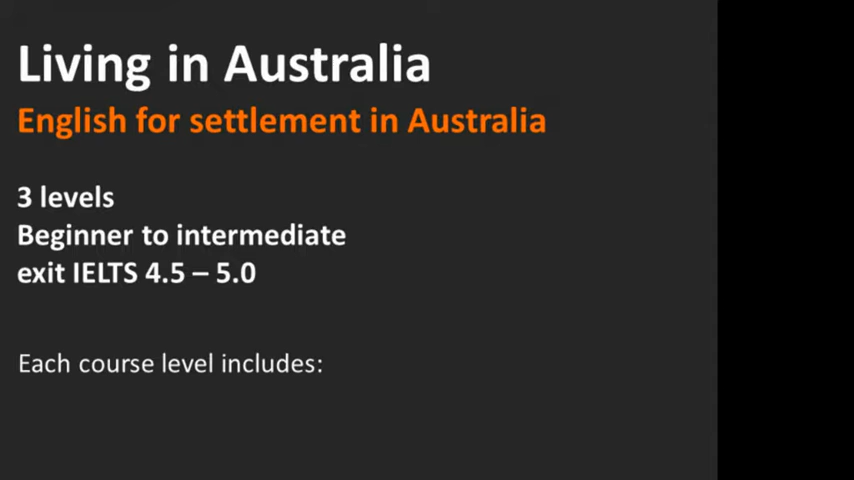 Living in Australia
English for settlement in Australia
3 levels
Beginner to intermediate
exit IELTS 4.5 – 5.0
Each course level includes: